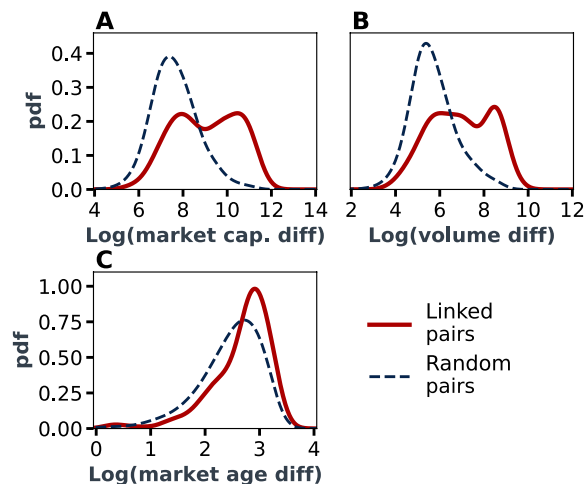 A
B
pdf
0.4
0.3
0.2
0.1
0.0
4 6 8 10 12 14
2 4 6 8 10 12
Log(market cap. diff)
Log(volume diff)
C
pdf
1.00
0.75
0.50
0.25
0.00
0 1 2 3 4
Log(market age diff)
Linked
pairs
Random
pairs